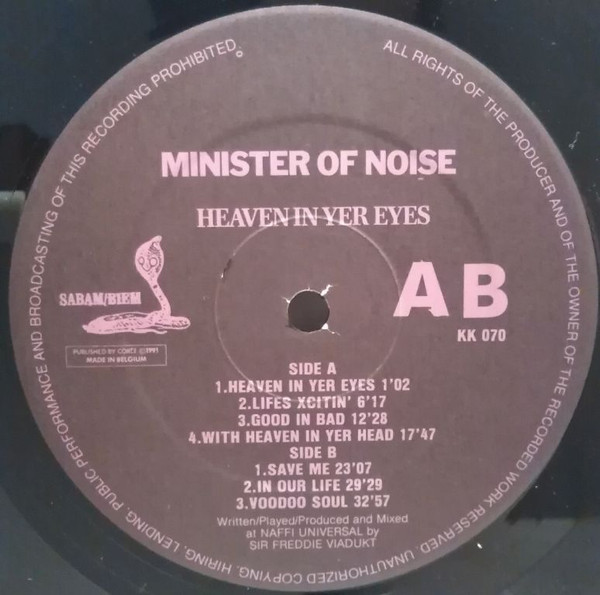 ALL RIGHTS OF THE PRODUCER AND OF THE OWNER OF THE RECORDED WORK RESERVED. UNAUTHORIZED COPYING, HIRING, LENDING, PUBLIC PERFORMANCE AND BROADCASTING OF THIS RECORDING PROHIBITED.
MINISTER OF NOISE
HEAVEN IN YER EYES
SABAM/BIEM
AB
KK 070
PUBLISHED BY ©1991
MADE IN BELGIUM
SIDE A
1.HEAVEN IN YER EYES 1'02
2.LIFES XCITIN' 6'17
3.GOOD IN BAD 12'28
4.WITH HEAVEN IN YER HEAD 17'47
SIDE B
1.SAVE ME 23'07
2.IN OUR LIFE 29'29
3.VOODOO SOUL 32'57
Written/Played/Produced and Mixed
at NAFFI UNIVERSAL by
SIR FREDDIE VIADUKT